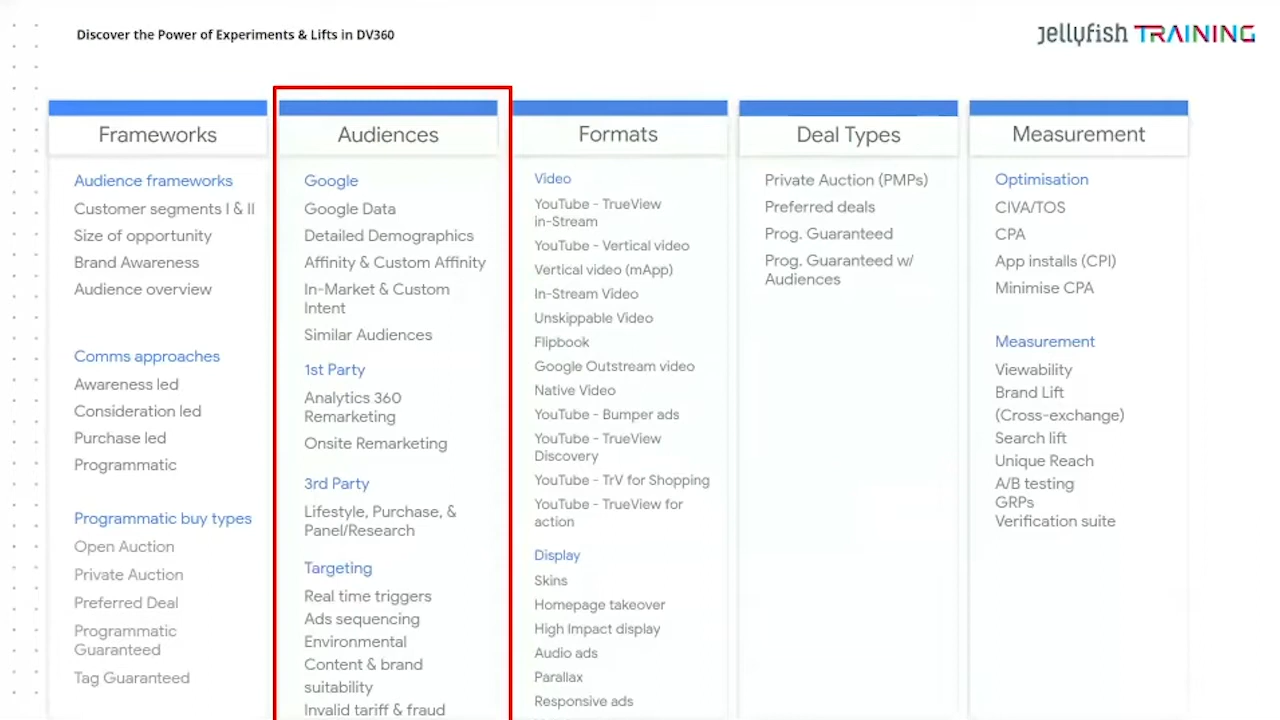 Discover the Power of Experiments & Lifts in DV360
jellyfish TRAINING
Frameworks
Audience frameworks
Customer segments I & II
Size of opportunity
Brand Awareness
Audience overview
Comms approaches
Awareness led
Consideration led
Purchase led
Programmatic
Programmatic buy types
Open Auction
Private Auction
Preferred Deal
Programmatic
Guaranteed
Tag Guaranteed
Audiences
Google
Google Data
Detailed Demographics
Affinity & Custom Affinity
In-Market & Custom
Intent
Similar Audiences
1st Party
Analytics 360
Remarketing
Onsite Remarketing
3rd Party
Lifestyle, Purchase, &
Panel/Research
Targeting
Real time triggers
Ads sequencing
Environmental
Content & brand
suitability
Invalid tariff & fraud
Formats
Video
YouTube - TrueView
in-Stream
YouTube - Vertical video
Vertical video (mApp)
In-Stream Video
Unskippable Video
Flipbook
Google Outstream video
Native Video
YouTube - Bumper ads
YouTube - TrueView
Discovery
YouTube - TrV for Shopping
YouTube - TrueView for
action
Display
Skins
Homepage takeover
High Impact display
Audio ads
Parallax
Responsive ads
Deal Types
Private Auction (PMPs)
Preferred deals
Prog. Guaranteed
Prog. Guaranteed w/
Audiences
Measurement
Optimisation
CIVA/TOS
CPA
App installs (CPI)
Minimise CPA
Measurement
Viewability
Brand Lift
(Cross-exchange)
Search lift
Unique Reach
A/B testing
GRPs
Verification suite